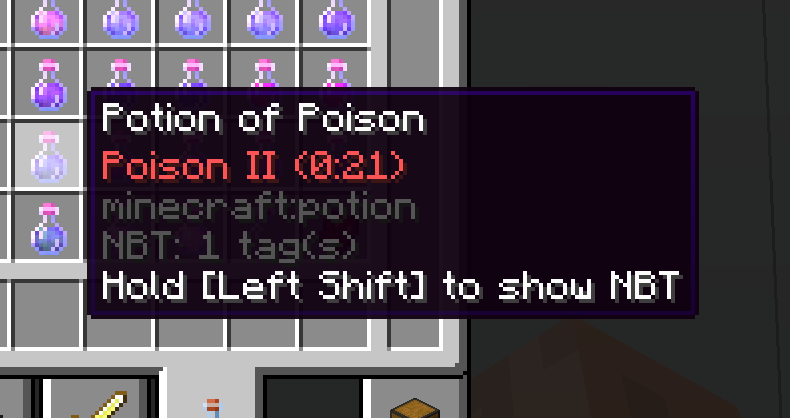 Potion of Poison
Poison II (0:21)
minecraft:potion
NBT: 1 tag(s)
Hold [Left Shift] to show NBT